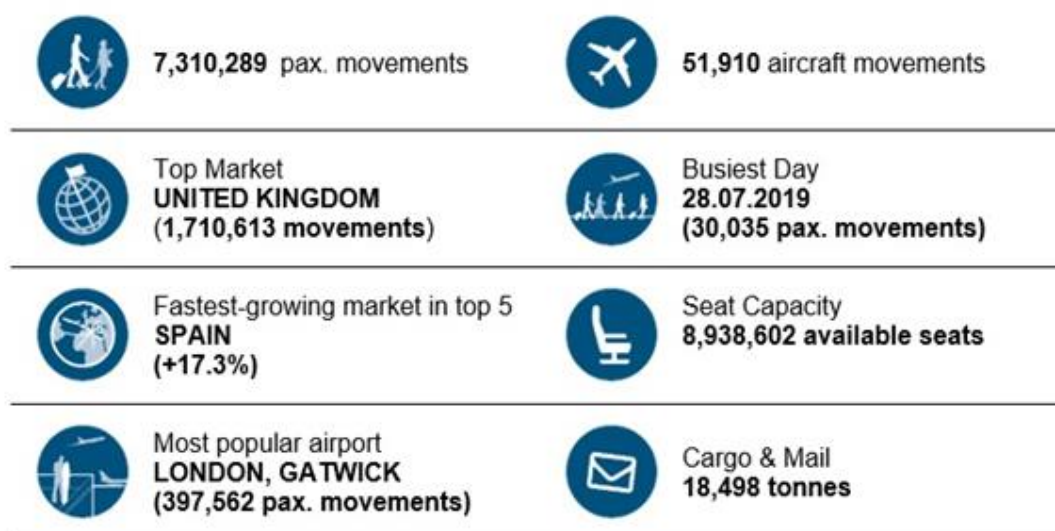 7,310,289 pax. movements
51,910 aircraft movements
Top Market
UNITED KINGDOM
(1,710,613 movements)
Busiest Day
28.07.2019
(30,035 pax. movements)
Fastest-growing market in top 5
SPAIN
(+17.3%)
Seat Capacity
8,938,602 available seats
Most popular airport
LONDON, GATWICK
(397,562 pax. movements)
Cargo & Mail
18,498 tonnes